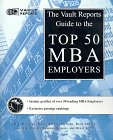 VAULT REPORTS
The Vault Reports
Guide to the
TOP 50
MBA
EMPLOYERS
Insider profiles of over 50 leading MBA Employers
Exclusive prestige rankings